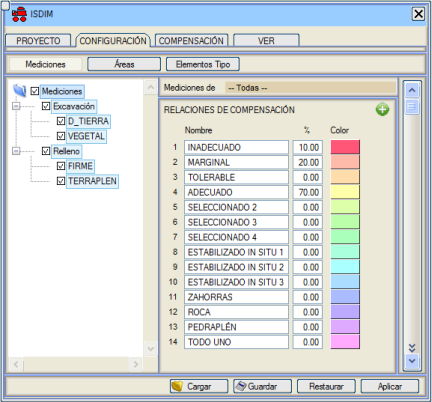 ISDIM
PROYECTO CONFIGURACIÓN COMPENSACIÓN VER
Mediciones Áreas Elementos Tipo
Mediciones
Excavación
D_TIERRA
VEGETAL
Relleno
FIRME
TERRAPLEN
Mediciones de -- Todas --
RELACIONES DE COMPENSACIÓN
Nombre % Color
1 INADECUADO 10.00
2 MARGINAL 20.00
3 TOLERABLE 0.00
4 ADECUADO 70.00
5 SELECCIONADO 2 0.00
6 SELECCIONADO 3 0.00
7 SELECCIONADO 4 0.00
8 ESTABILIZADO IN SITU 1 0.00
9 ESTABILIZADO IN SITU 2 0.00
10 ESTABILIZADO IN SITU 3 0.00
11 ZAHORRAS 0.00
12 ROCA 0.00
13 PEDRAPLÉN 0.00
14 TODO UNO 0.00
Cargar Guardar Restaurar Aplicar